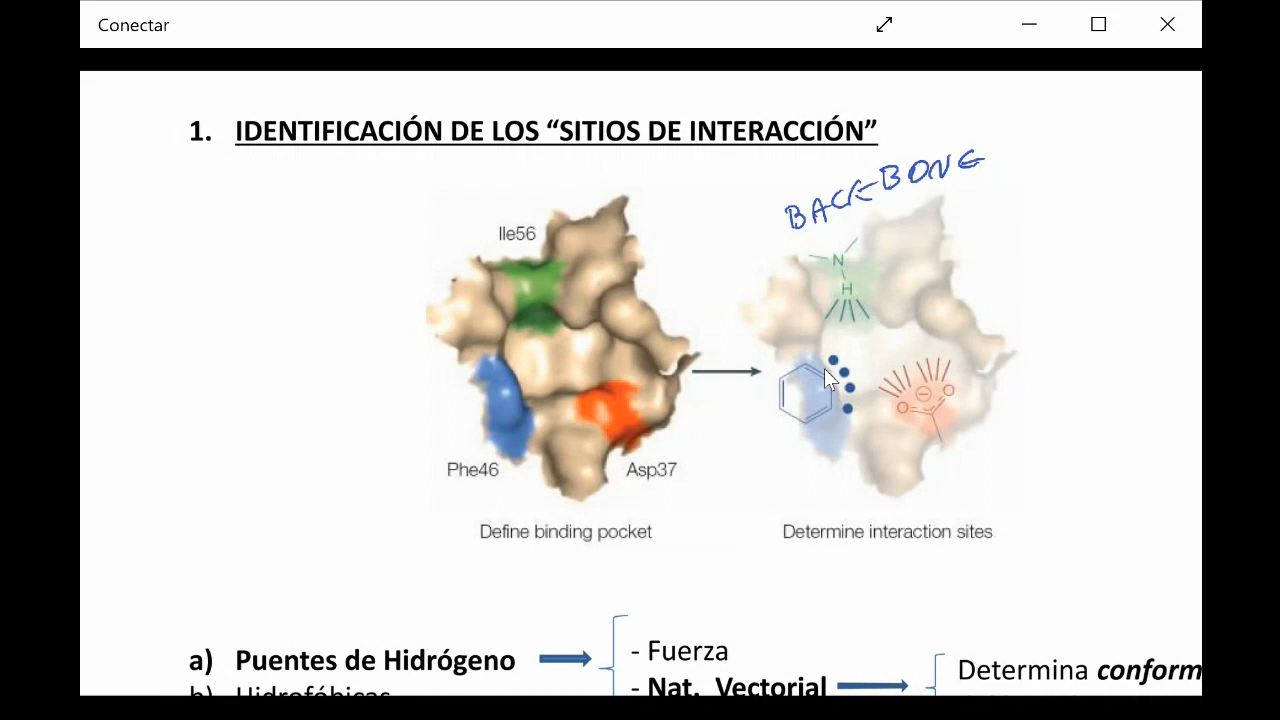 Conectar
1. IDENTIFICACIÓN DE LOS “SITIOS DE INTERACCIÓN”
BACKBONE
Ile56
N
H
O
O
Phe46
Asp37
Define binding pocket
Determine interaction sites
- Fuerza
a) Puentes de Hidrógeno
Determina conform
- Nat. Vectorial
b) Hidrofóbicas